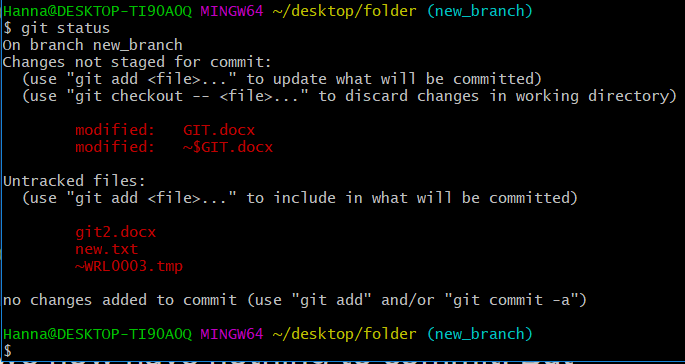 Hanna@DESKTOP-TI90A0Q MINGW64 ~/desktop/folder (new_branch)
$ git status
On branch new_branch
Changes not staged for commit:
  (use "git add <file>..." to update what will be committed)
  (use "git checkout -- <file>..." to discard changes in working directory)
        modified:   GIT.docx
        modified:   ~$GIT.docx
Untracked files:
  (use "git add <file>..." to include in what will be committed)
        git2.docx
        new.txt
        ~WRL0003.tmp
no changes added to commit (use "git add" and/or "git commit -a")
Hanna@DESKTOP-TI90A0Q MINGW64 ~/desktop/folder (new_branch)
$